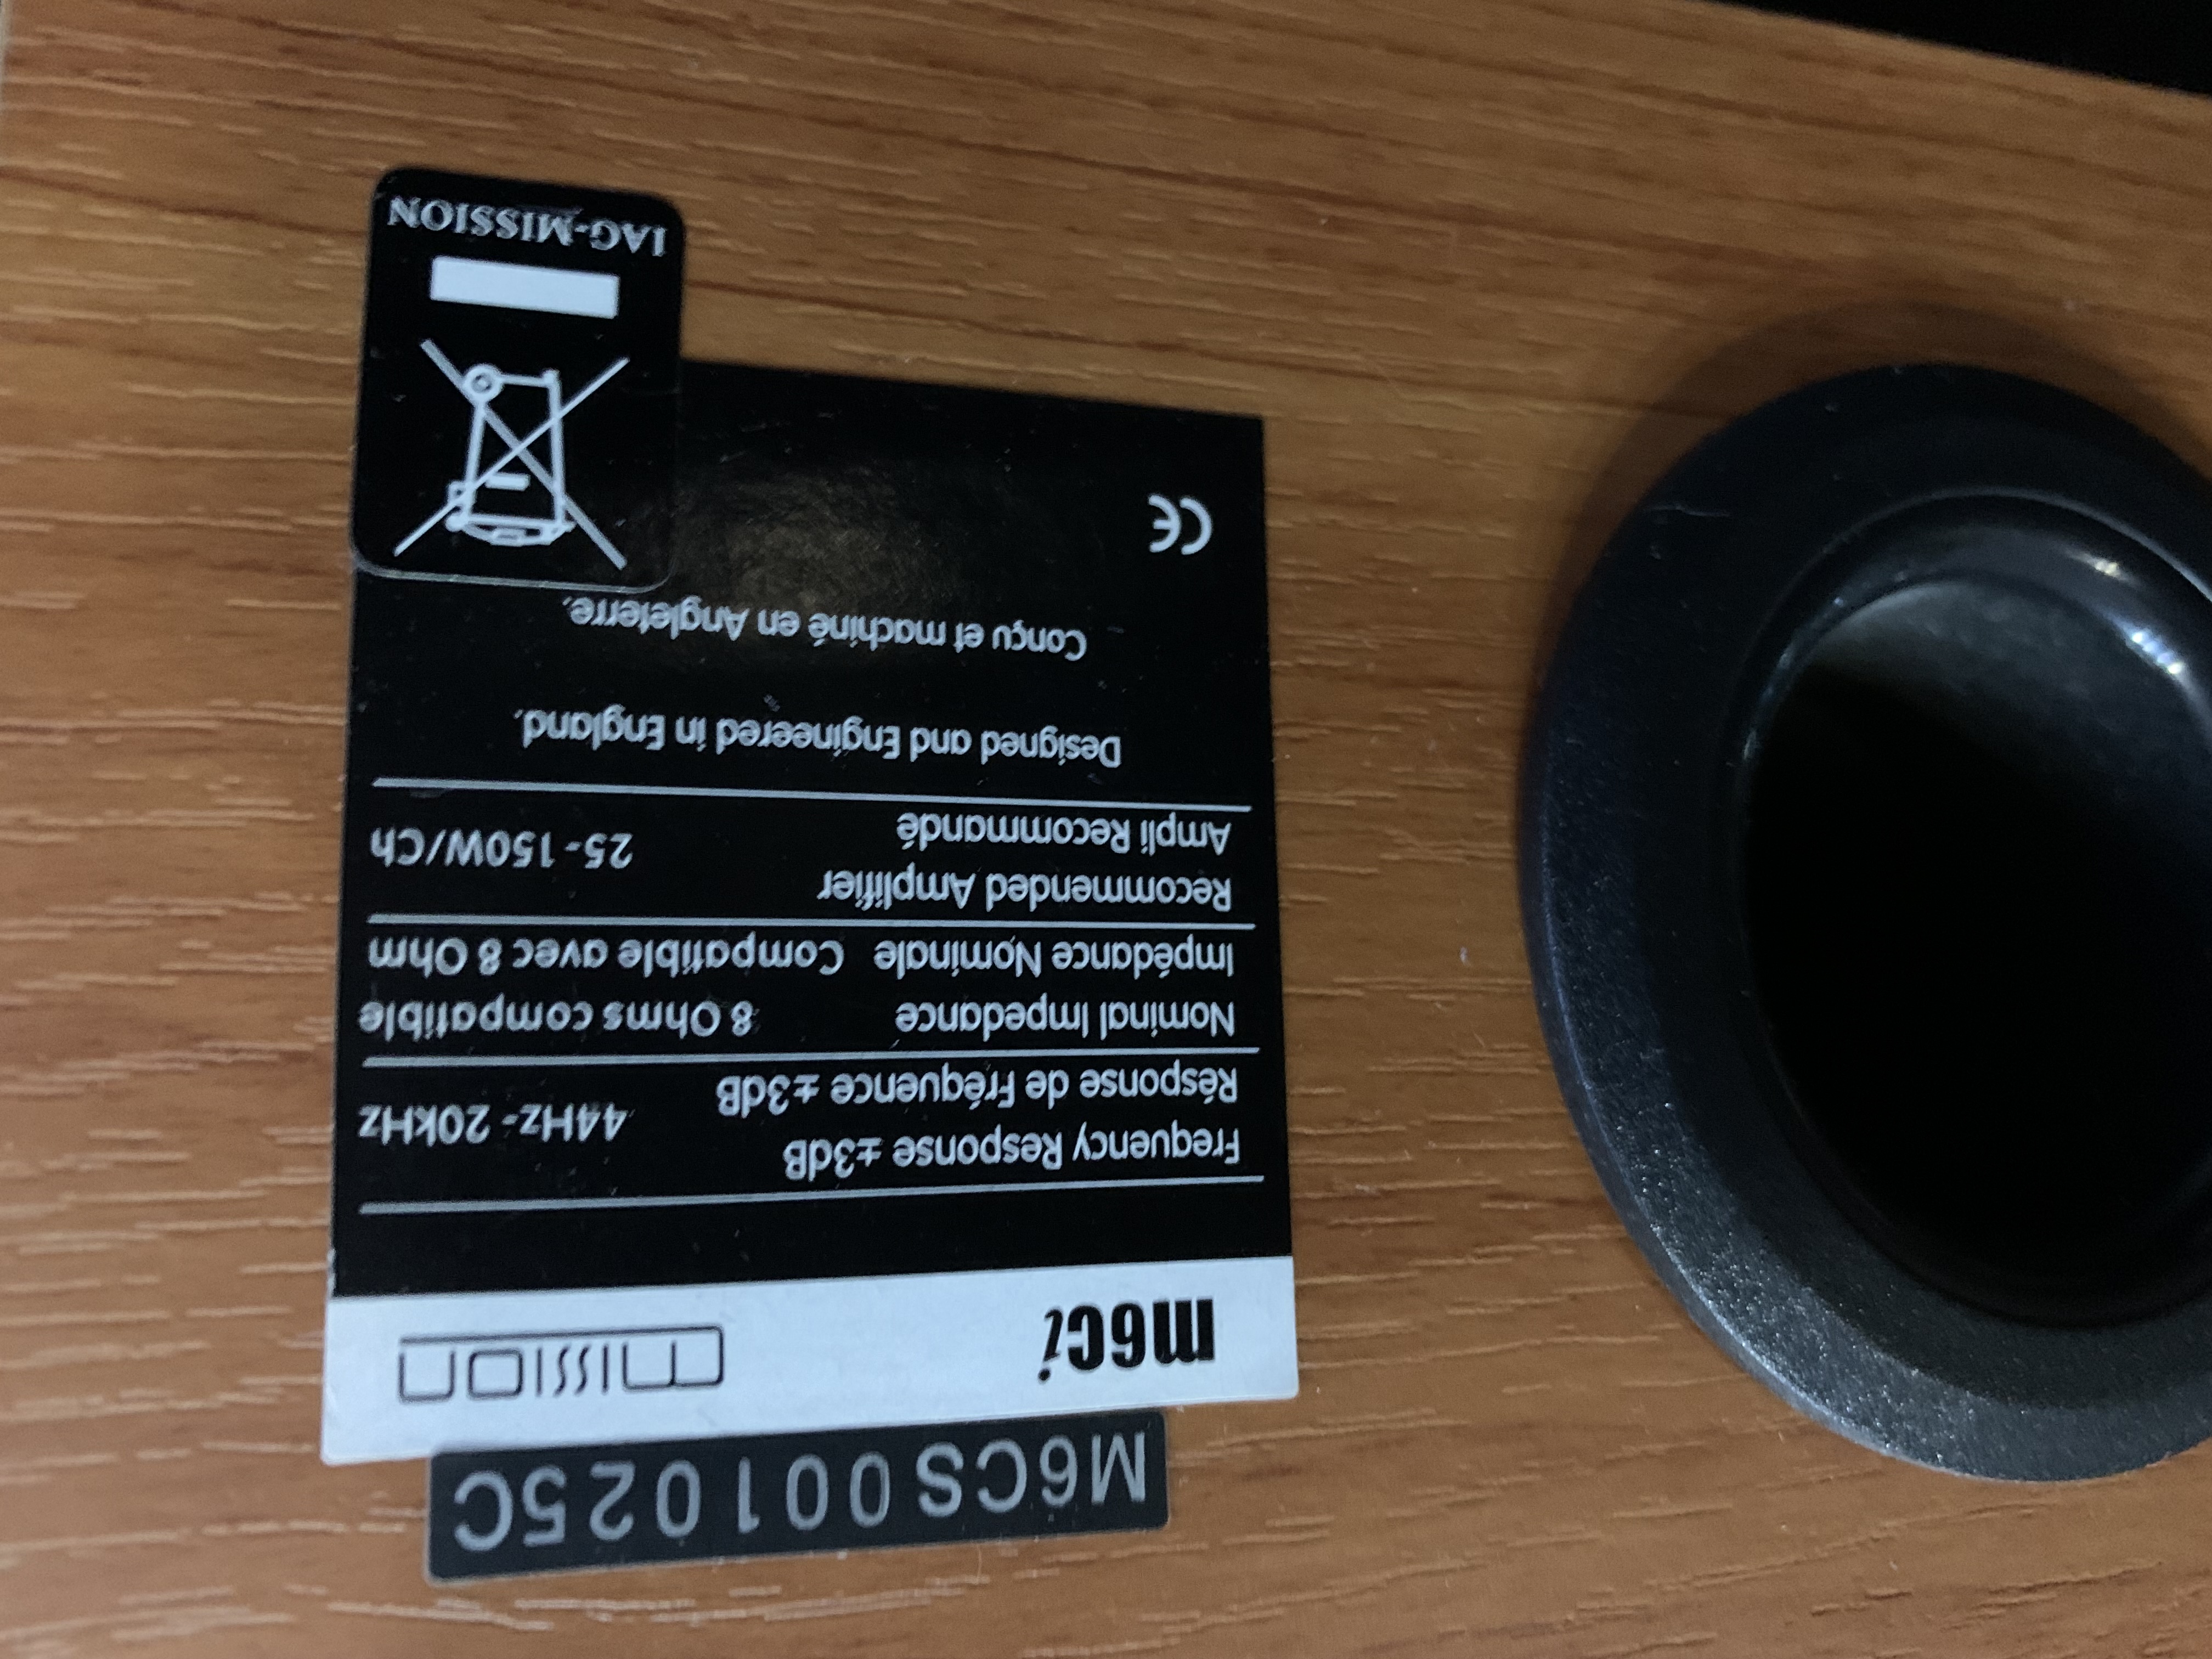 M6CS001025C
m6Ci mission
Frequency Response ±3dB
Résponse de Fréquence ±3dB
44Hz-20kHz
Nominal Impedance 8 Ohms compatible
Impédance Nominale Compatible avec 8 Ohm
Recommended Amplifier
Ampli Recommandé
25-150W/Ch
Designed and Engineered in England.
Conçu et machiné en Angleterre.
CE
IAG-MISSION